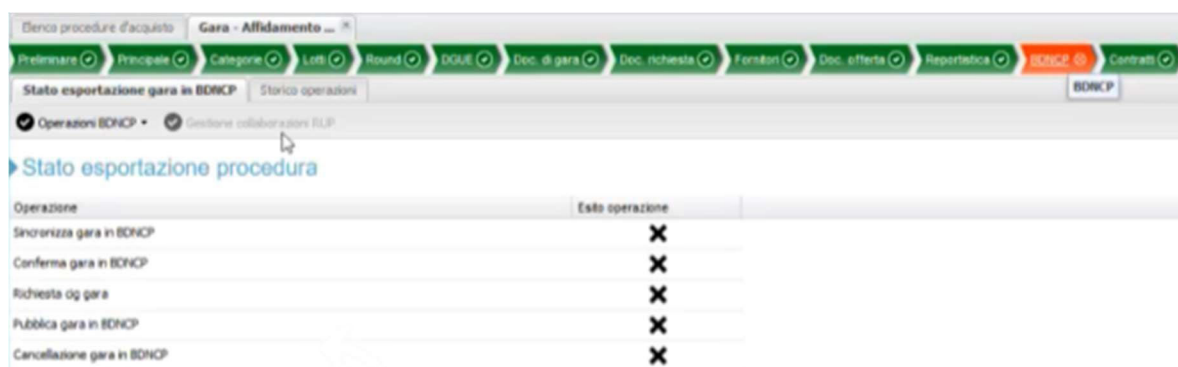 Elenco procedure d'acquisto Gara - Affidamento ...
Preliminare Principale Categorie Lotti Round DGUE Doc. di gara Doc. richiesta Fornitori Doc. offerta Reportistica BDNCP Contratti
Stato esportazione gara in BDNCP Storico operazioni BDNCP
Operazioni BDNCP Gestione collaborazioni RUP
Stato esportazione procedura
Operazione Esito operazione
Sincronizza gara in BDNCP
Conferma gara in BDNCP
Richiesta cig gara
Pubblica gara in BDNCP
Cancellazione gara in BDNCP